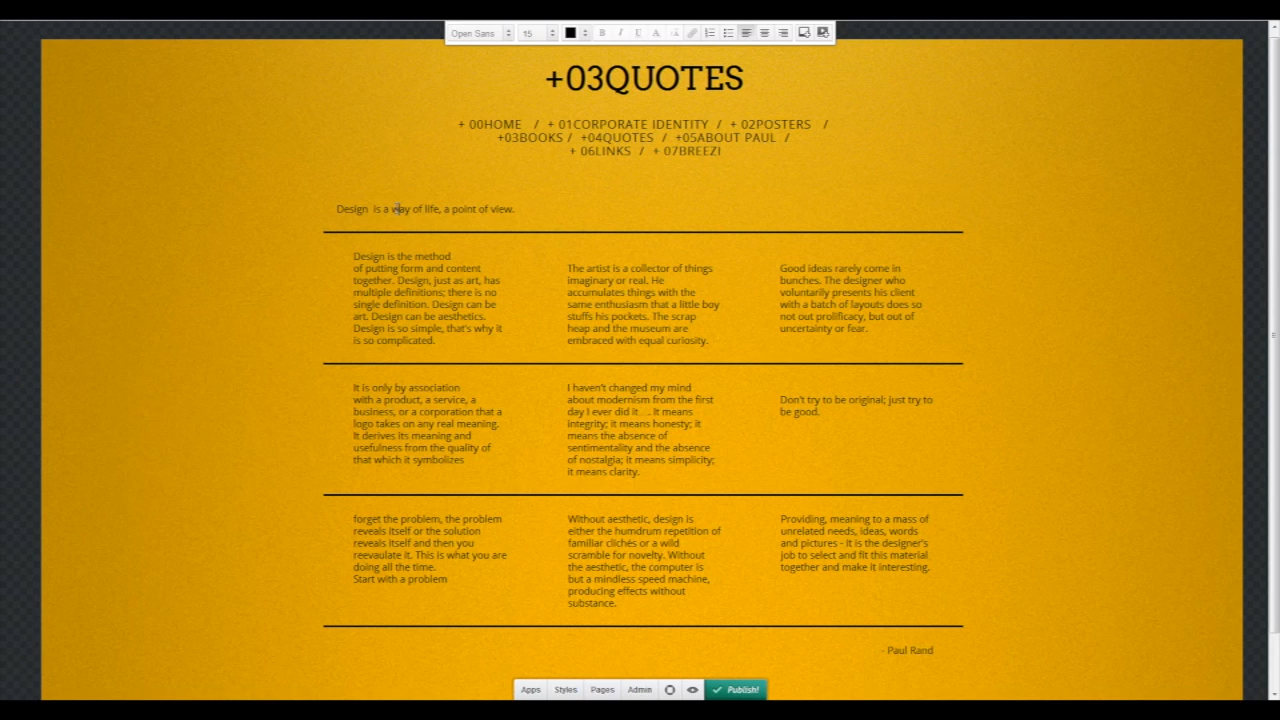 Open Sans 15
+03QUOTES
+ 00HOME / + 01CORPORATE IDENTITY / + 02POSTERS /
+03BOOKS / +04QUOTES / +05ABOUT PAUL /
+ 06LINKS / + 07BREEZI
Design is a way of life, a point of view.
Design is the method
of putting form and content
together. Design, just as art, has
multiple definitions; there is no
single definition. Design can be
art. Design can be aesthetics.
Design is so simple, that's why it
is so complicated.
The artist is a collector of things
imaginary or real. He
accumulates things with the
same enthusiasm that a little boy
stuffs his pockets. The scrap
heap and the museum are
embraced with equal curiosity.
Good ideas rarely come in
bunches. The designer who
voluntarily presents his client
with a batch of layouts does so
not out prolificacy, but out of
uncertainty or fear.
It is only by association
with a product, a service, a
business, or a corporation that a
logo takes on any real meaning.
It derives its meaning and
usefulness from the quality of
that which it symbolizes
I haven't changed my mind
about modernism from the first
day I ever did it . . . It means
integrity; it means honesty; it
means the absence of
sentimentality and the absence
of nostalgia; it means simplicity;
it means clarity.
Don't try to be original; just try to
be good.
forget the problem, the problem
reveals itself or the solution
reveals itself and then you
reevaulate it. This is what you are
doing all the time.
Start with a problem
Without aesthetic, design is
either the humdrum repetition of
familiar clichés or a wild
scramble for novelty. Without
the aesthetic, the computer is
but a mindless speed machine,
producing effects without
substance.
Providing, meaning to a mass of
unrelated needs, ideas, words
and pictures - it is the designer's
job to select and fit this material
together and make it interesting.
- Paul Rand
Apps Styles Pages Admin Publish!